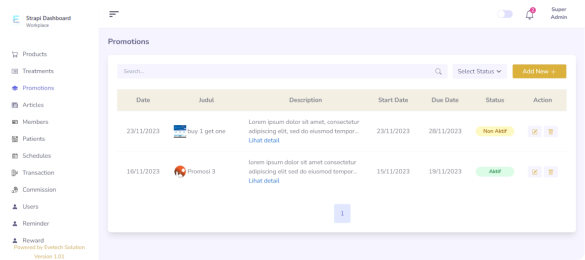 Strapi Dashboard
Workplace
Products
Treatments
Promotions
Articles
Members
Patients
Schedules
Transaction
Commission
Users
Reminder
Reward
Powered by Evetech Solution
Version 1.01
2
Super
Admin
Promotions
Search...
Select Status
Add New +
Date Judul Description Start Date Due Date Status Action
23/11/2023 buy 1 get one Lorem ipsum dolor sit amet, consectetur
adipiscing elit, sed do eiusmod tempor...
Lihat detail
23/11/2023 28/11/2023 Non Aktif
16/11/2023 Promosi 3 lorem ipsum dolor sit amet consectetur
adipiscing elit sed do eiusmod tempor...
Lihat detail
15/11/2023 19/11/2023 Aktif
1